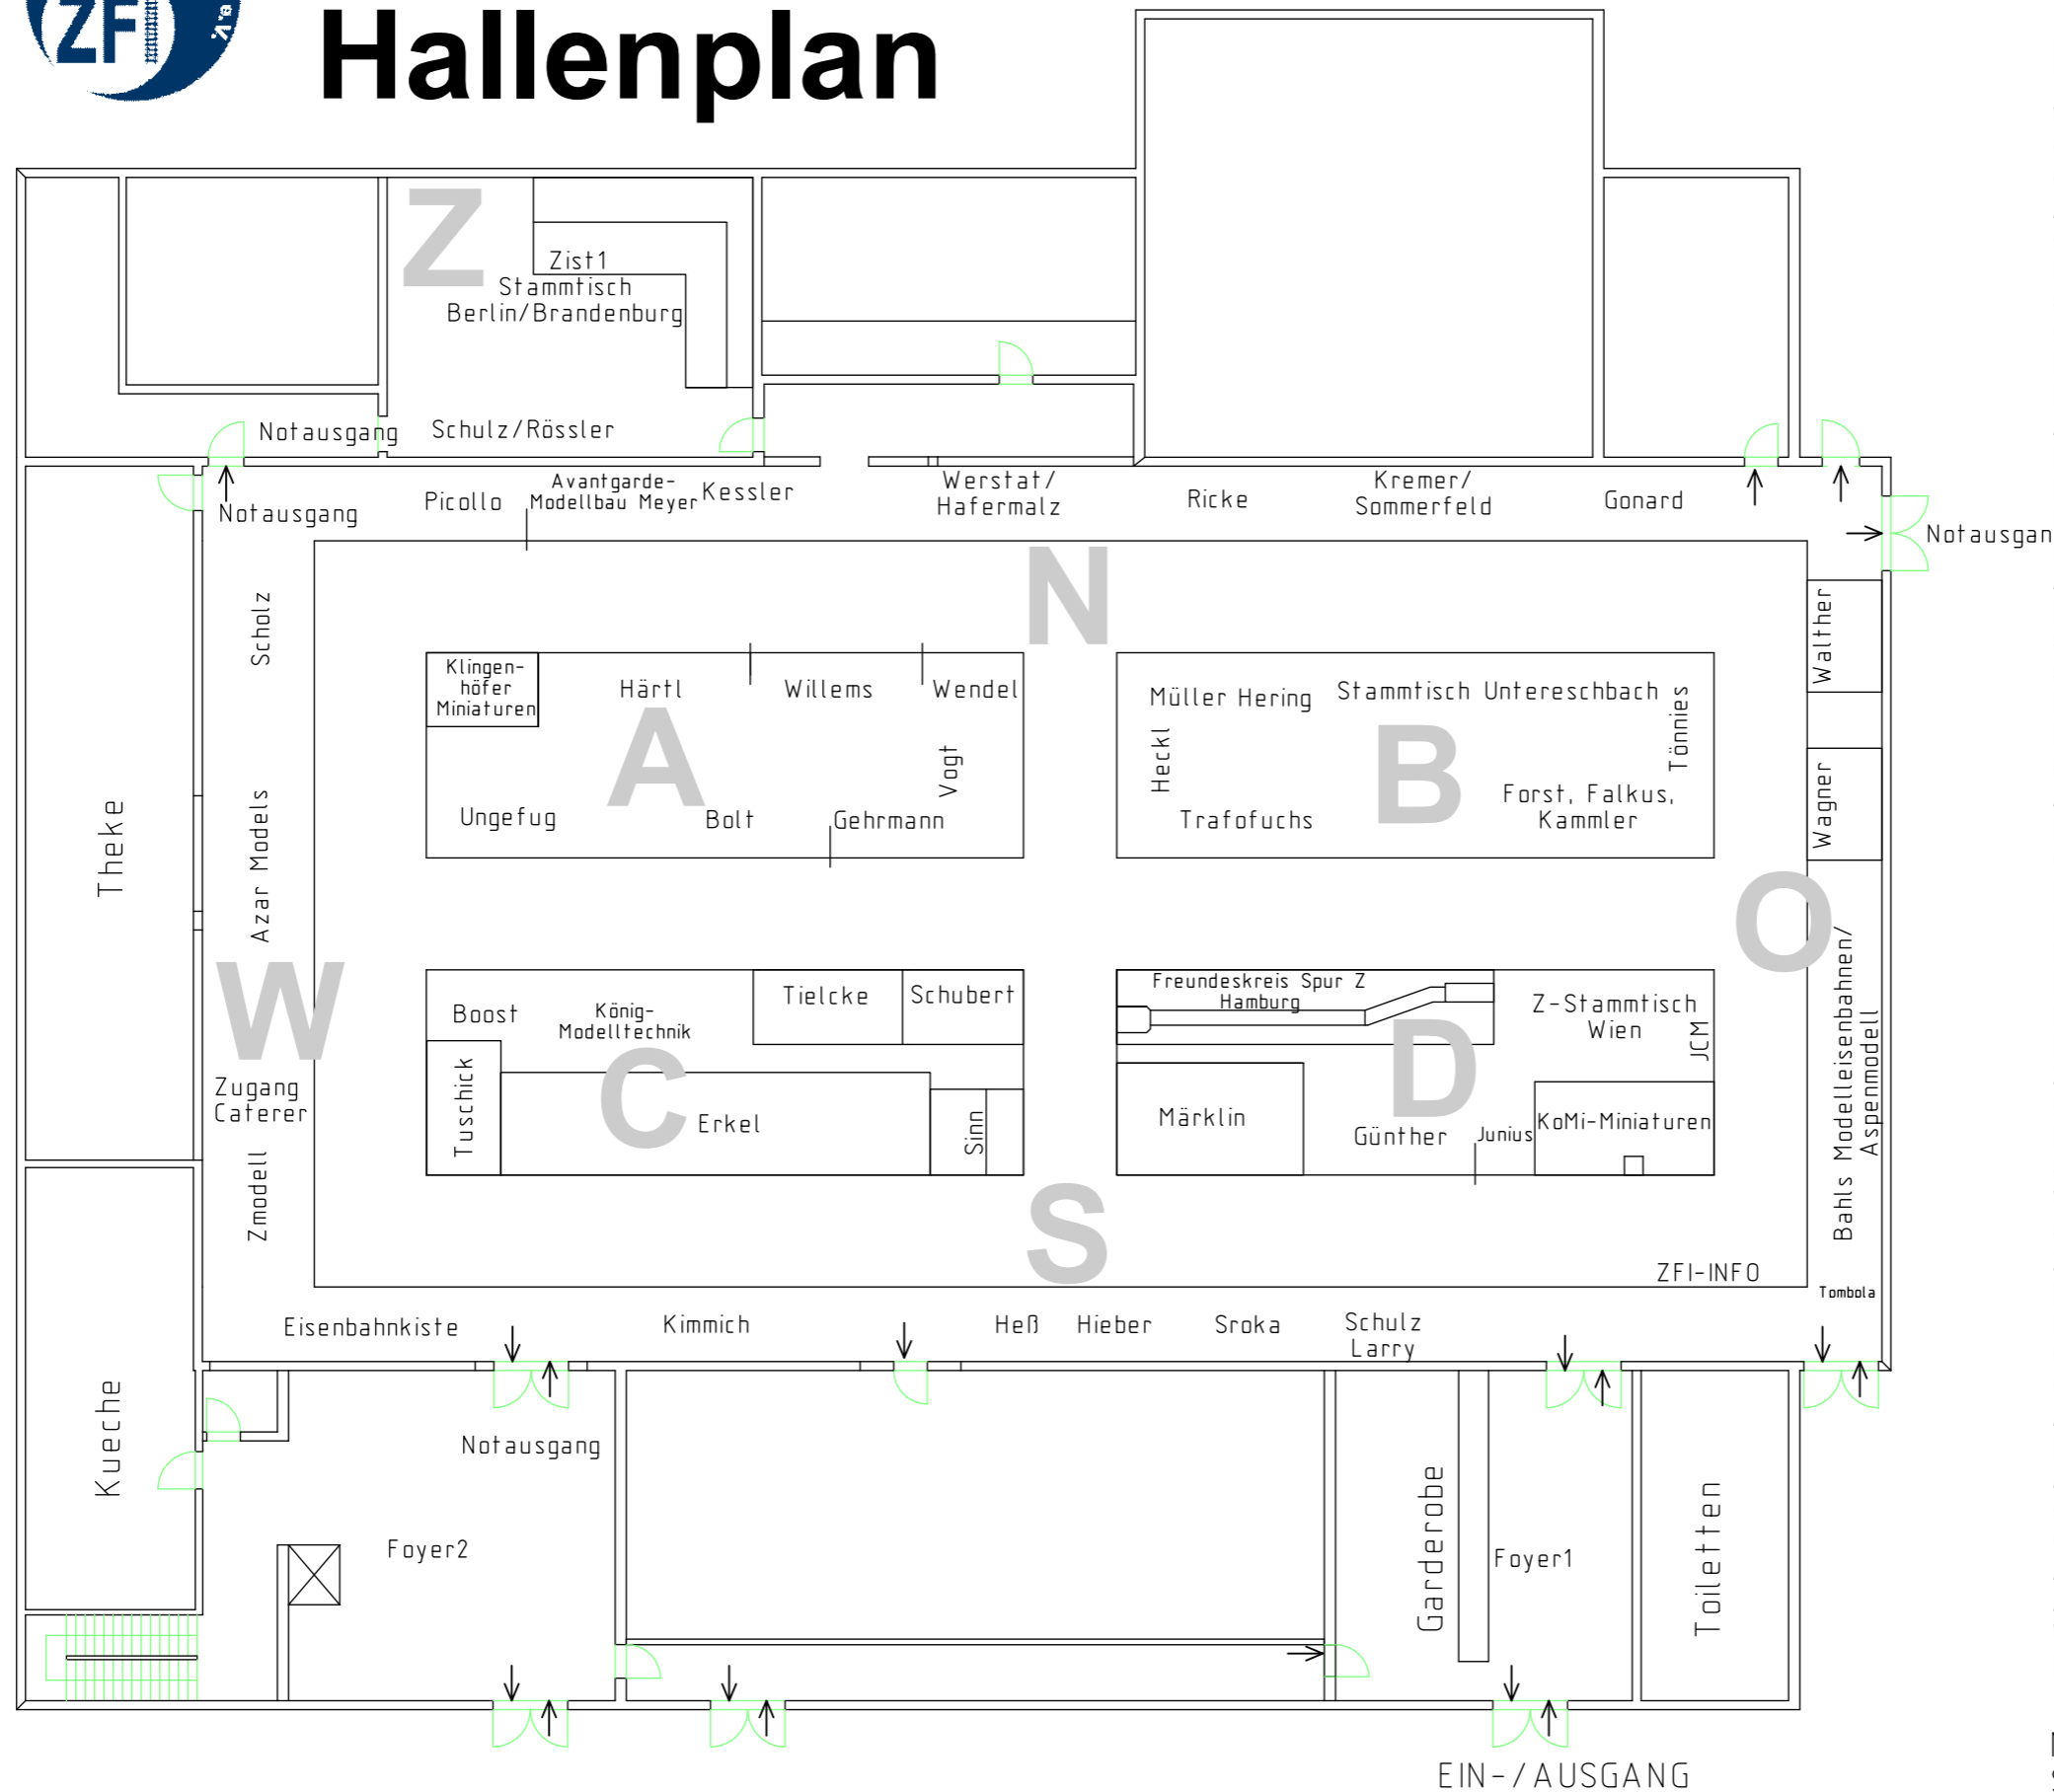 ZFI
e.V.
Hallenplan
Z
Zist1
Stammtisch
Berlin/Brandenburg
Notausgang
Schulz/Rössler
Notausgang
Picollo
Avantgarde-
Modellbau Meyer
Kessler
Werstat/
Hafermalz
Ricke
Kremer/
Sommerfeld
Gonard
Notausgan
N
Scholz
Azar Models
Theke
W
Zugang
Caterer
Zmodell
Klingen-
höfer
Miniaturen
Härtl
Willems
Wendel
A
Vogt
Ungefug
Bolt
Gehrmann
Müller Hering
Stammtisch Untereschbach
Tönnies
Heckl
B
Trafofuchs
Forst, Falkus,
Kammler
Walther
Wagner
O
Bahls Modelleisenbahnen/
Aspenmodell
Boost
König-
Modelltechnik
Tielcke
Schubert
Tuschick
C
Erkel
Sinn
Freundeskreis Spur Z
Hamburg
Z-Stammtisch
Wien
JCM
D
Märklin
Günther
Junius
KoMi-Miniaturen
S
ZFI-INFO
Tombola
Eisenbahnkiste
Kimmich
Heß
Hieber
Sroka
Schulz
Larry
Kueche
Notausgang
Foyer2
Garderobe
Foyer1
Toiletten
EIN-/AUSGANG